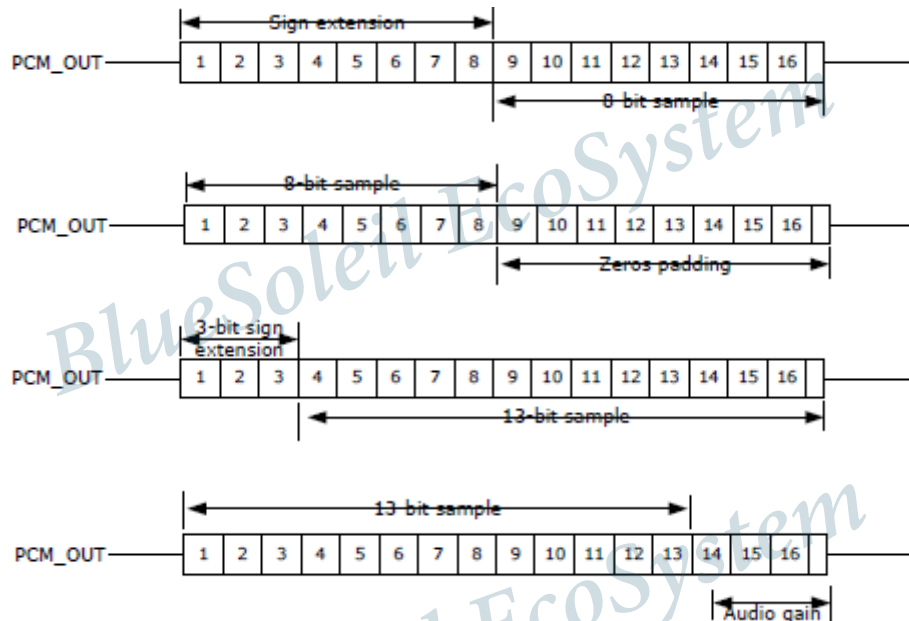 Sign extension
PCM_OUT 1 2 3 4 5 6 7 8 9 10 11 12 13 14 15 16
8-bit sample
8-bit sample
PCM_OUT 1 2 3 4 5 6 7 8 9 10 11 12 13 14 15 16
Zeros padding
3-bit sign
extension
PCM_OUT 1 2 3 4 5 6 7 8 9 10 11 12 13 14 15 16
13-bit sample
13-bit sample
PCM_OUT 1 2 3 4 5 6 7 8 9 10 11 12 13 14 15 16
Audio gain
BlueSoleil EcoSystem
il EcoSystem